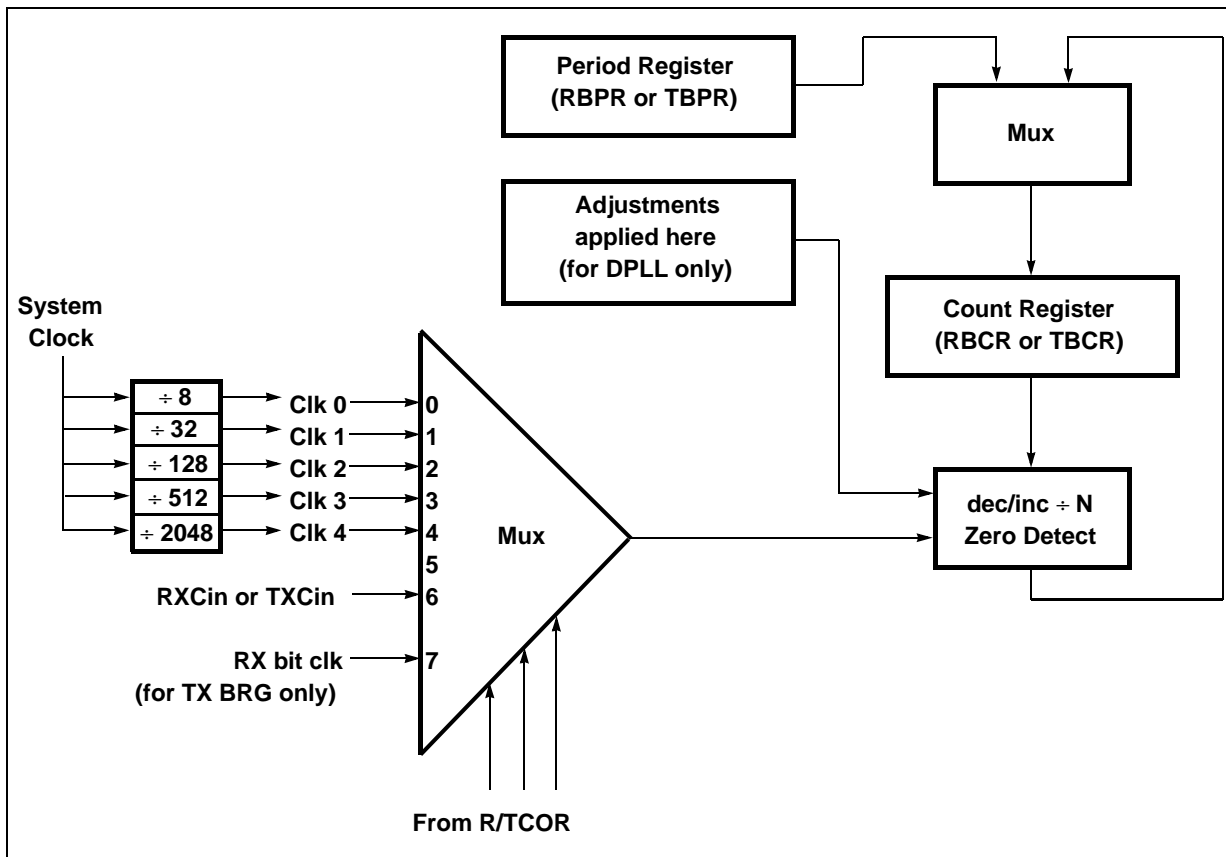 Period Register
(RBPR or TBPR)
Mux
Adjustments
applied here
(for DPLL only)
System
Clock
Count Register
(RBCR or TBCR)
÷ 8
Clk 0
0
÷ 32
Clk 1
1
÷ 128
Clk 2
2
÷ 512
Clk 3
3
÷ 2048
Clk 4
4
Mux
dec/inc ÷ N
Zero Detect
5
RXCin or TXCin
6
RX bit clk
7
(for TX BRG only)
From R/TCOR